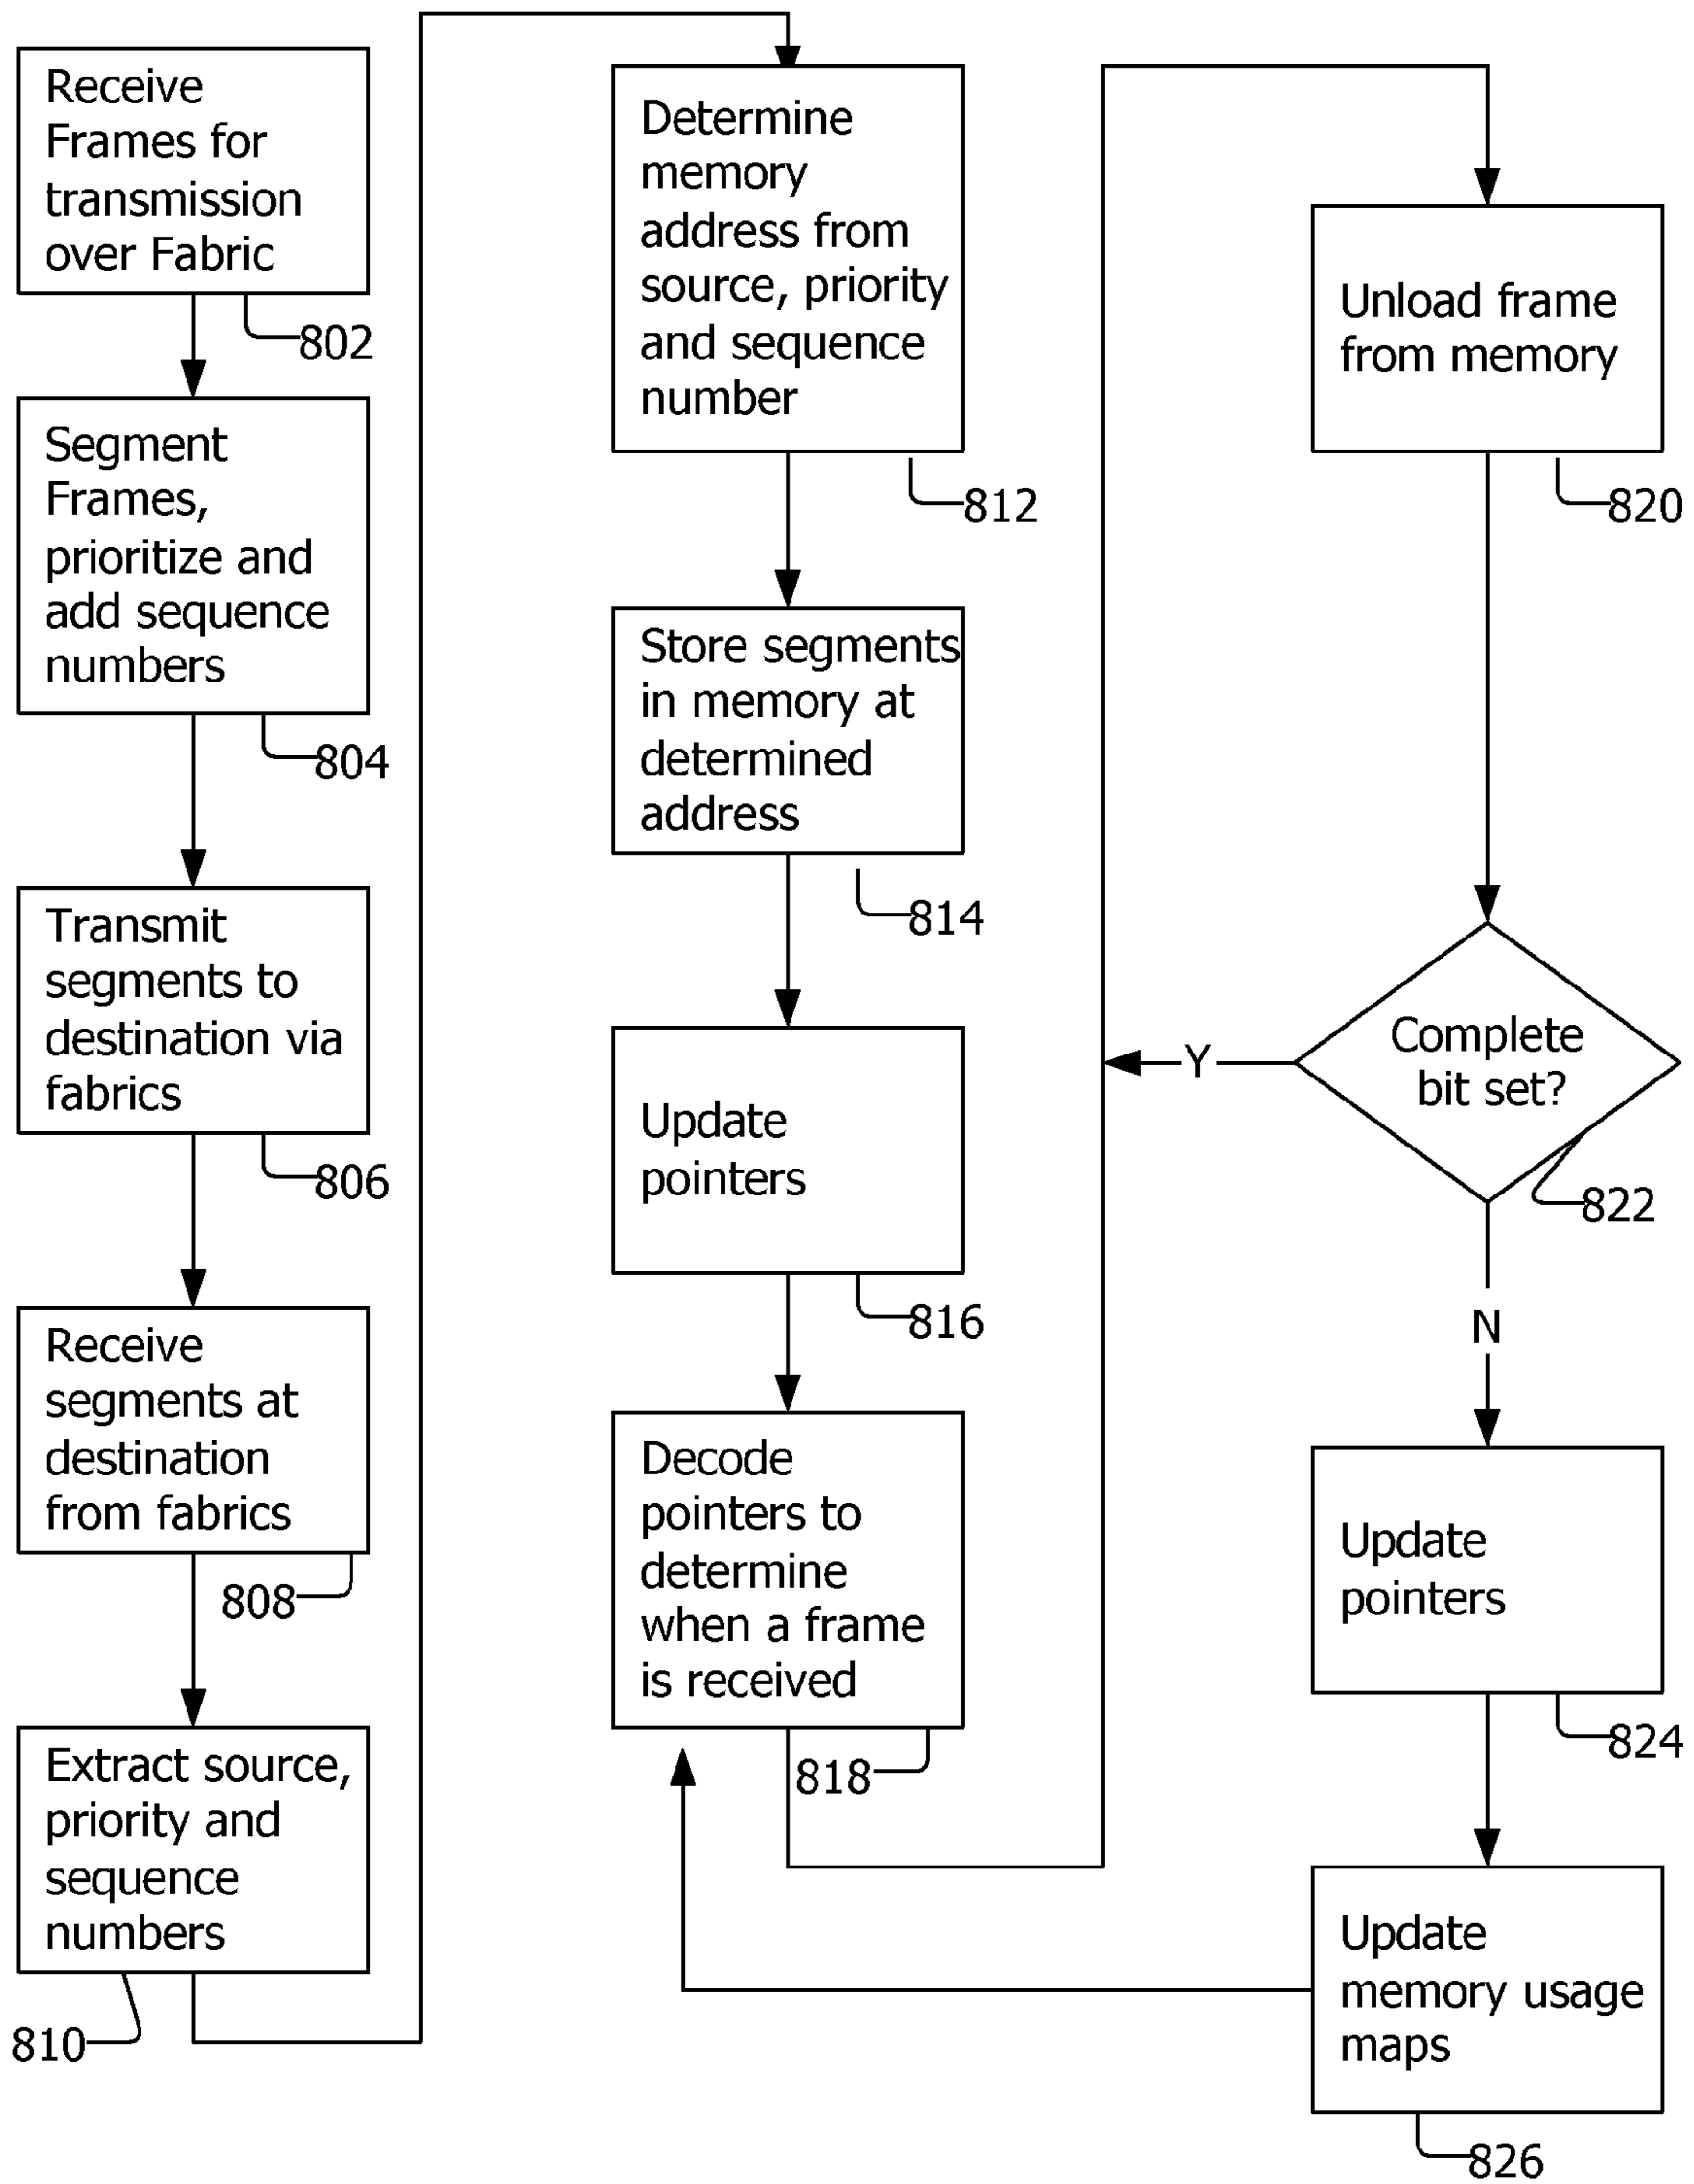 Receive
Frames for
transmission
over Fabric
802
Segment
Frames,
prioritize and
add sequence
numbers
804
Transmit
segments to
destination via
fabrics
806
Receive
segments at
destination
from fabrics
808
Extract source,
priority and
sequence
numbers
810
Determine
memory
address from
source, priority
and sequence
number
812
Store segments
in memory at
determined
address
814
Update
pointers
816
Decode
pointers to
determine
when a frame
is received
818
Unload frame
from memory
820
Complete
bit set?
822
Y
N
Update
pointers
824
Update
memory usage
maps
826